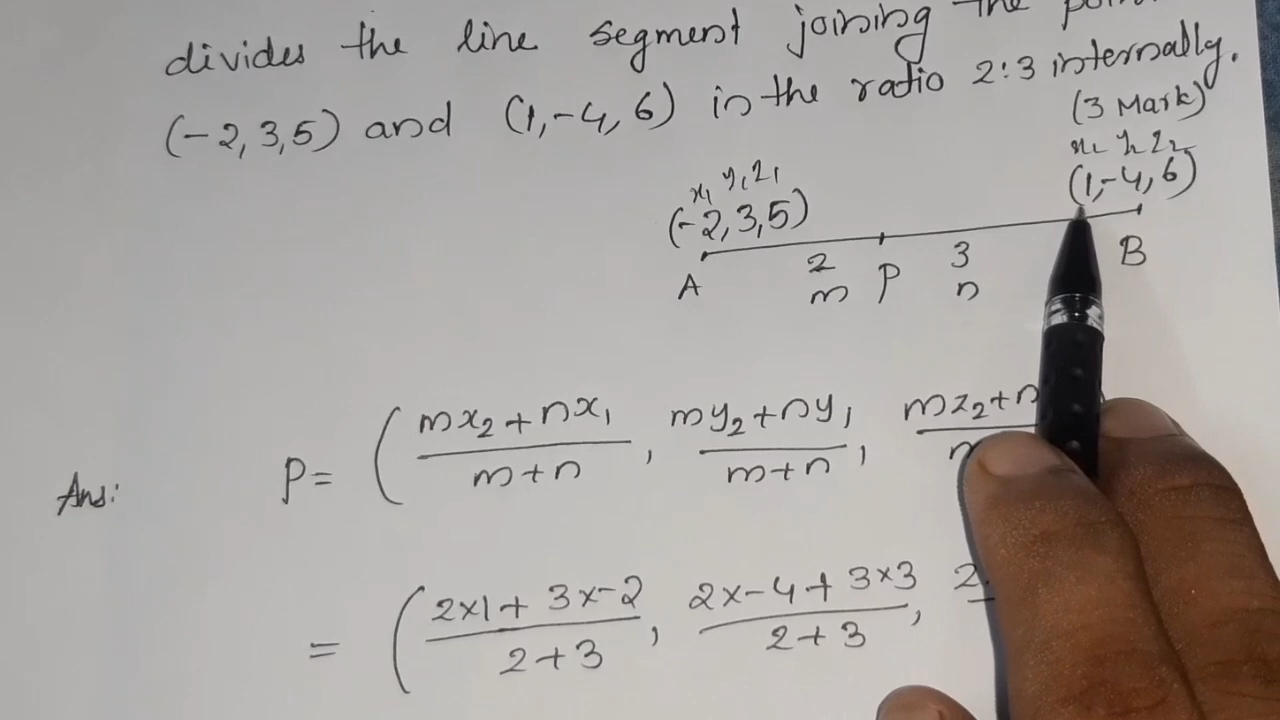 divides the line segment joining the
(-2,3,5) and (1,-4,6) in the ratio 2:3 internally.
(3 Mark)
x₁ y₁ z₁ x₂ y₂ z₂
(-2,3,5) (1,-4,6)
A 2 P 3 B
m n
P = ( mx₂+nx₁ / m+n , my₂+ny₁ / m+n , mz₂+n
Ans:
= ( 2×1+ 3×-2 / 2+3 , 2×-4+ 3×3 / 2+3 , 2